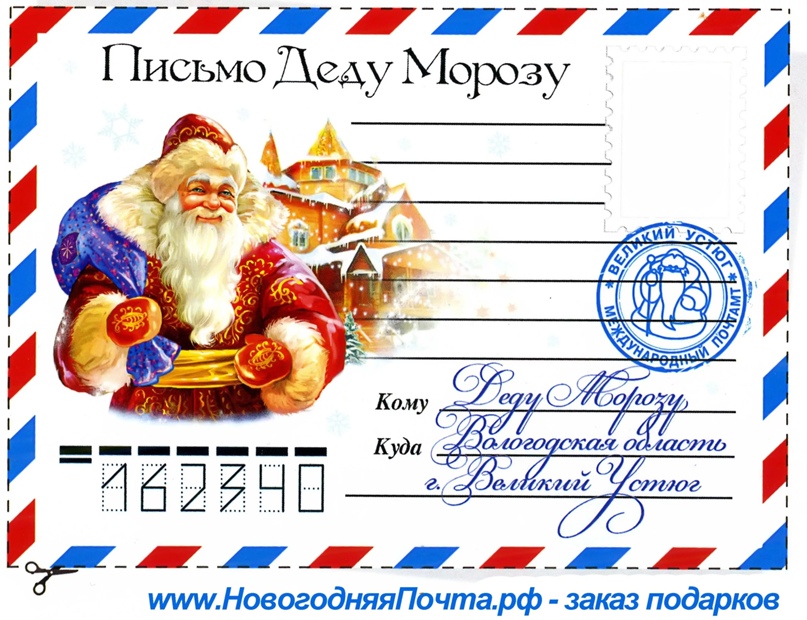 Письмо Деду Морозу
ВЕЛИКИЙ УСТЮГ
МЕЖДУНАРОДНЫЙ ПОЧТАМТ
Кому Деду Морозу,
Куда Вологодская область
г. Великий Устюг
162340
www.НовогодняяПочта.рф - заказ подарков